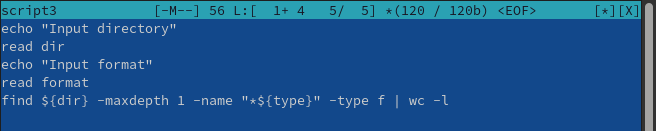 script3 [-M--] 56 L:[ 1+ 4 5/ 5] *(120 / 120b) <EOF> [*][X]
echo "Input directory"
read dir
echo "Input format"
read format
find ${dir} -maxdepth 1 -name "*${type}" -type f | wc -l